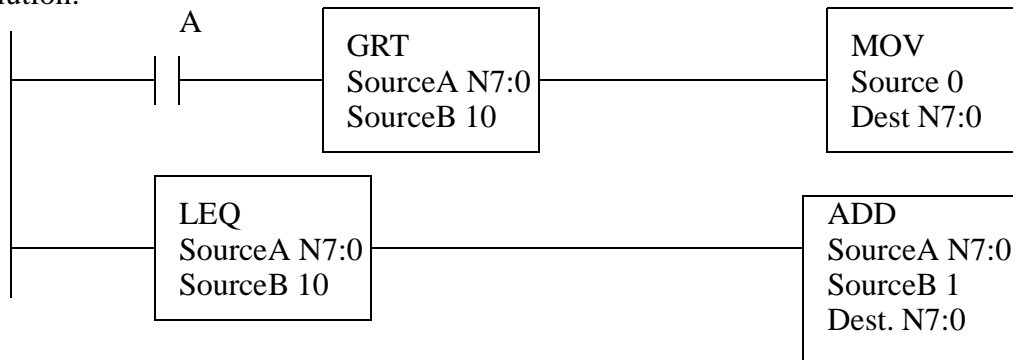 A
GRT
SourceA N7:0
SourceB 10
MOV
Source 0
Dest N7:0
LEQ
SourceA N7:0
SourceB 10
ADD
SourceA N7:0
SourceB 1
Dest. N7:0